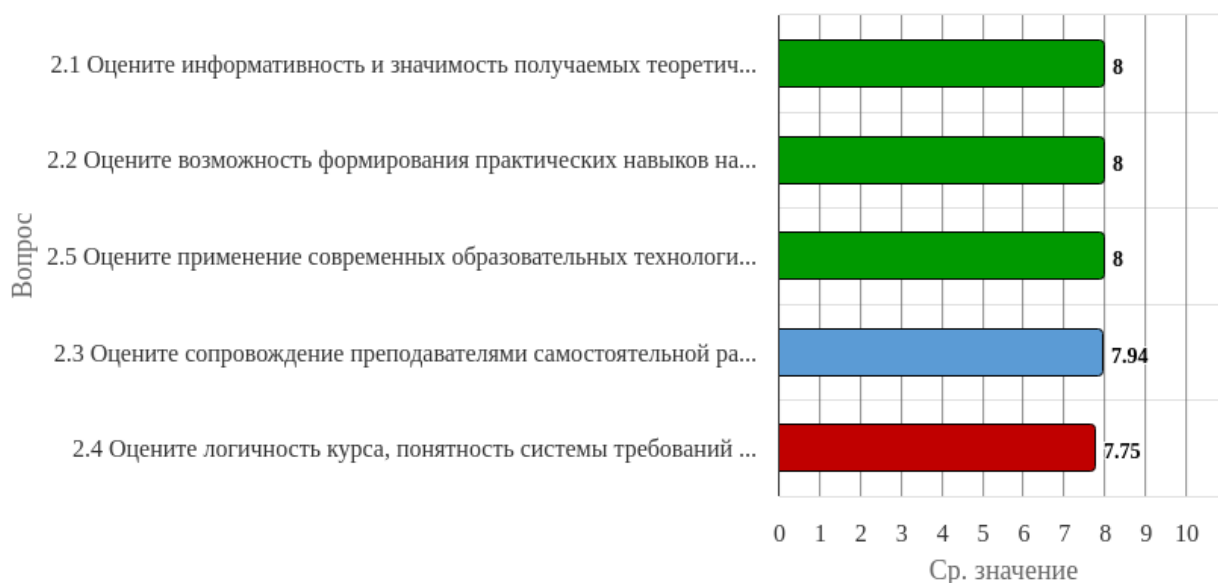 2.1 Оцените информативность и значимость получаемых теоретич...
8
2.2 Оцените возможность формирования практических навыков на...
8
2.5 Оцените применение современных образовательных технологи...
8
2.3 Оцените сопровождение преподавателями самостоятельной ра...
7.94
2.4 Оцените логичность курса, понятность системы требований ...
7.75
Вопрос
0 1 2 3 4 5 6 7 8 9 10
Ср. значение